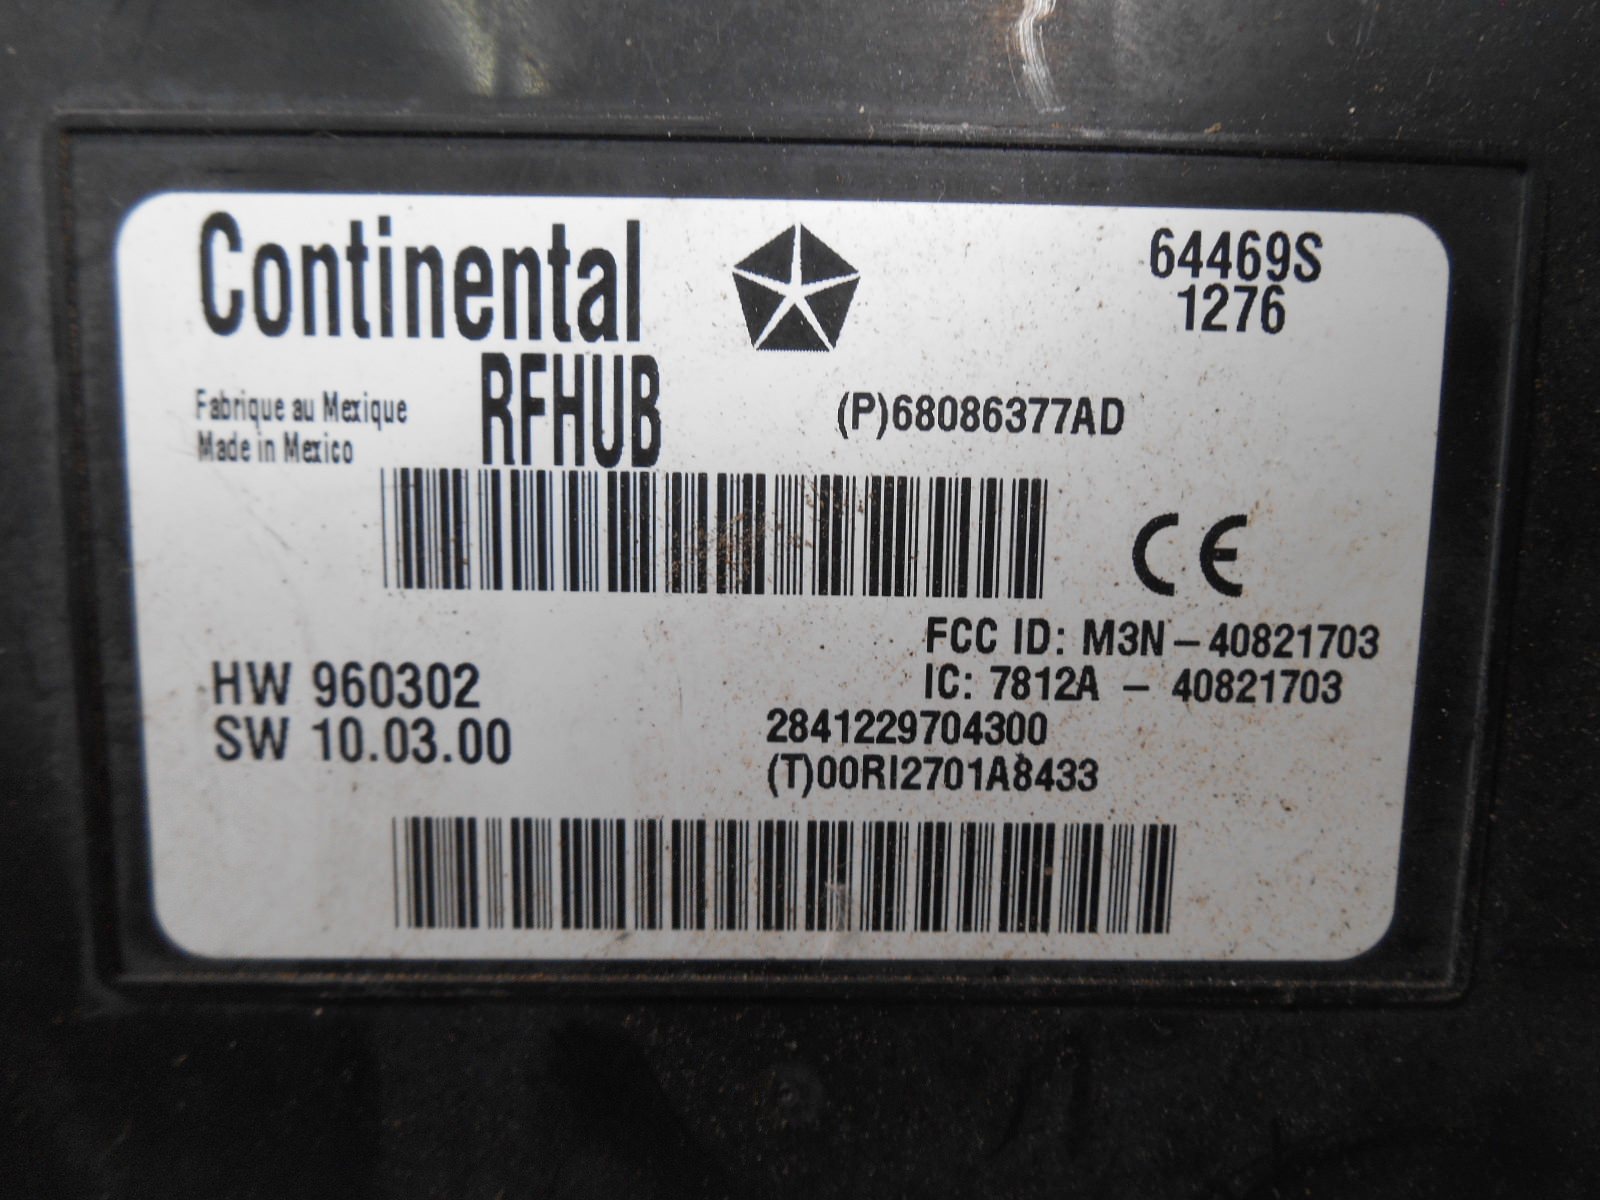 Continental
64469S
1276
RFHUB
Fabrique au Mexique
Made in Mexico
(P)68086377AD
CE
FCC ID: M3N – 40821703
IC: 7812A – 40821703
HW 960302
SW 10.03.00
2841229704300
(T)00RI2701A8433